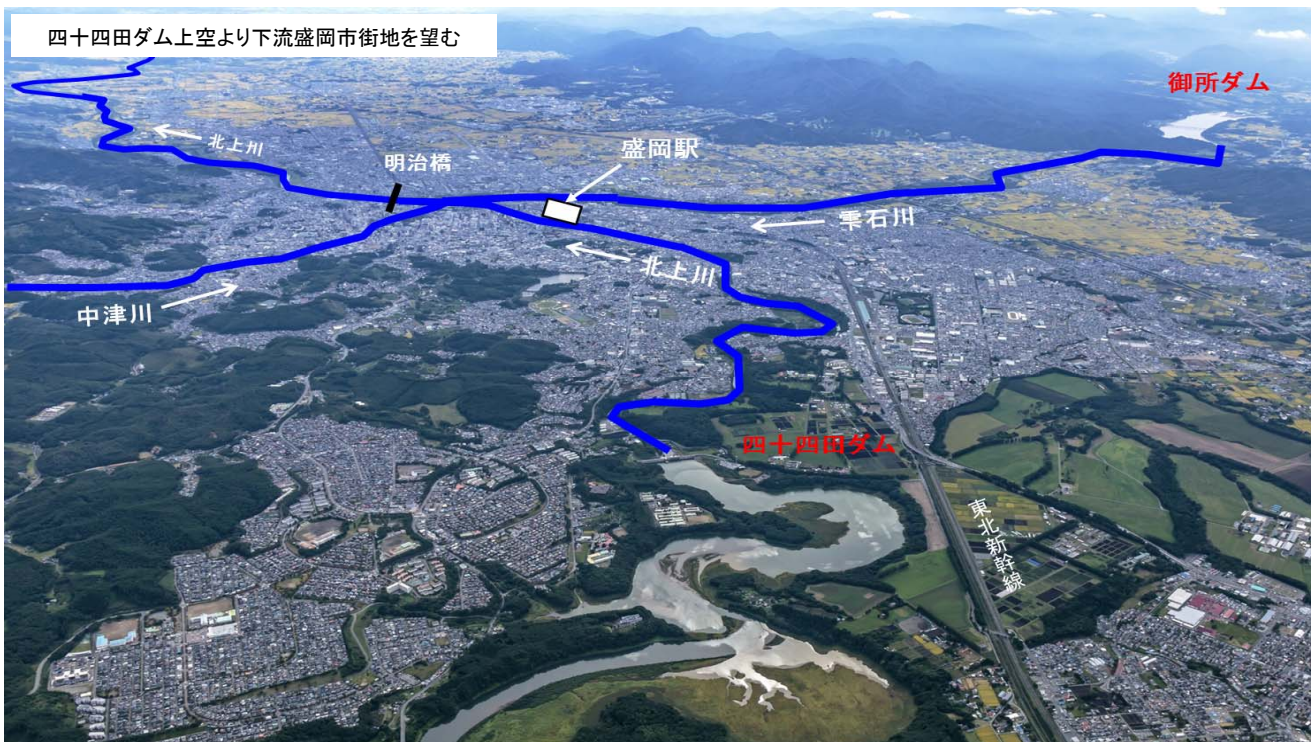 四十四田ダム上空より下流盛岡市街地を望む
御所ダム
北上川
明治橋
盛岡駅
雫石川
北上川
中津川
四十四田ダム
東北新幹線